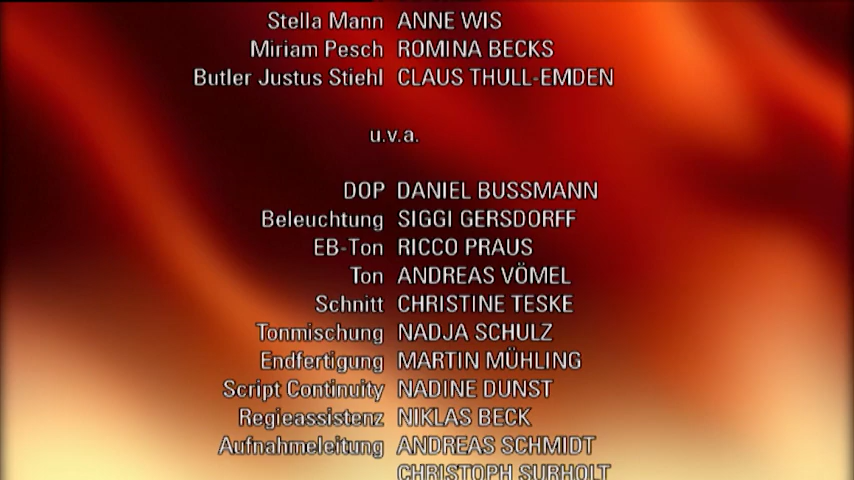 Stella Mann ANNE WIS
Miriam Pesch ROMINA BECKS
Butler Justus Stiehl CLAUS THULL-EMDEN
u.v.a.
DOP DANIEL BUSSMANN
Beleuchtung SIGGI GERSDORFF
EB-Ton RICCO PRAUS
Ton ANDREAS VÖMEL
Schnitt CHRISTINE TESKE
Tonmischung NADJA SCHULZ
Endfertigung MARTIN MÜHLING
Script Continuity NADINE DUNST
Regieassistenz NIKLAS BECK
Aufnahmeleitung ANDREAS SCHMIDT
CHRISTOPH SURHOLT